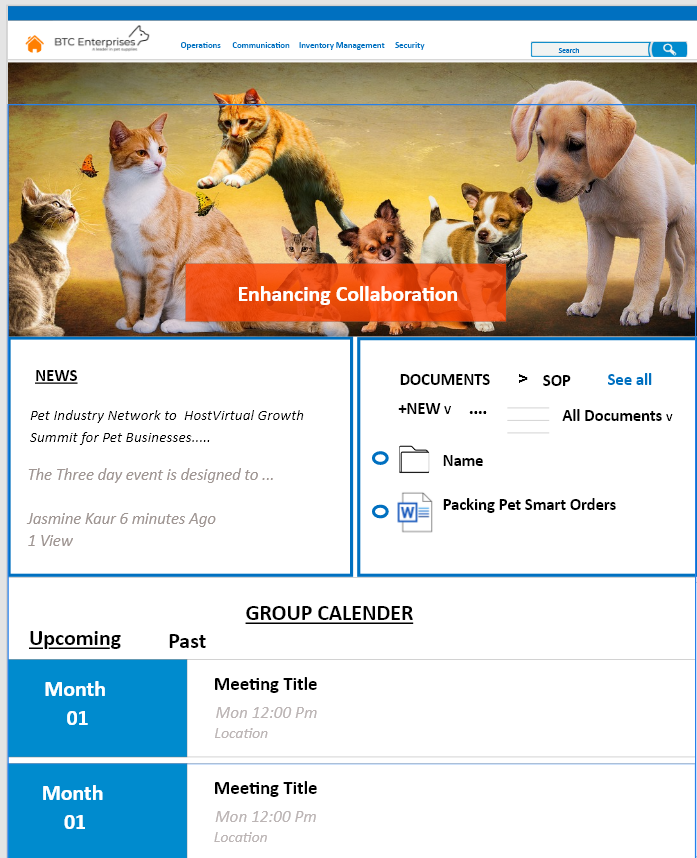 BTC Enterprises
A leader in pet supplies
Operations Communication Inventory Management Security
Search
Enhancing Collaboration
NEWS
Pet Industry Network to HostVirtual Growth
Summit for Pet Businesses.....
The Three day event is designed to ...
Jasmine Kaur 6 minutes Ago
1 View
DOCUMENTS > SOP See all
+NEW v .... All Documents v
Name
W
Packing Pet Smart Orders
GROUP CALENDER
Upcoming Past
Month
01
Meeting Title
Mon 12:00 Pm
Location
Month
01
Meeting Title
Mon 12:00 Pm
Location